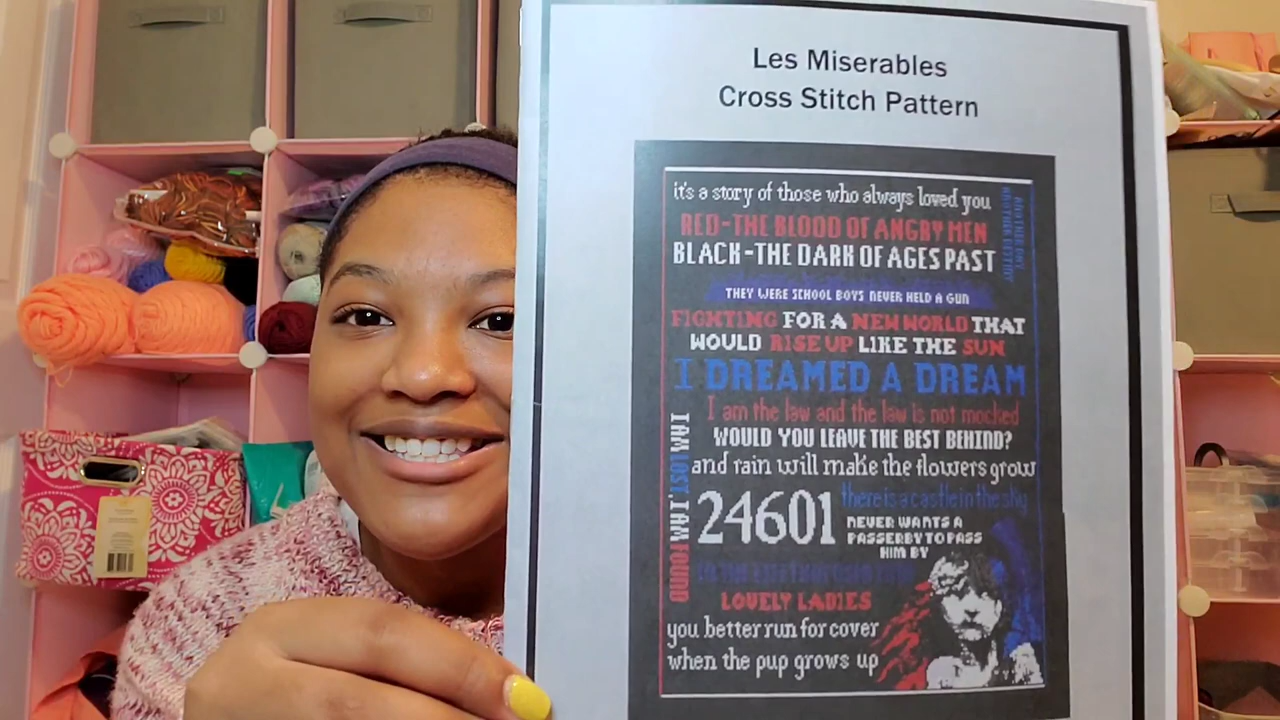 Les Miserables
Cross Stitch Pattern
it's a story of those who always loved you
RED-THE BLOOD OF ANGRY MEN
BLACK-THE DARK OF AGES PAST
ANOTHER DAY
ANOTHER DESTINY
THEY WERE SCHOOL BOYS NEVER HELD A GUN
FIGHTING FOR A NEW WORLD THAT
WOULD RISE UP LIKE THE SUN
I DREAMED A DREAM
I am the law and the law is not mocked
WOULD YOU LEAVE THE BEST BEHIND?
and rain will make the flowers grow
I AM LOST, I AM FOUND
24601
there is a castle in the sky
NEVER WANTS A
PASSERBY TO PASS
HIM BY
LOVELY LADIES
you better run for cover
when the pup grows up